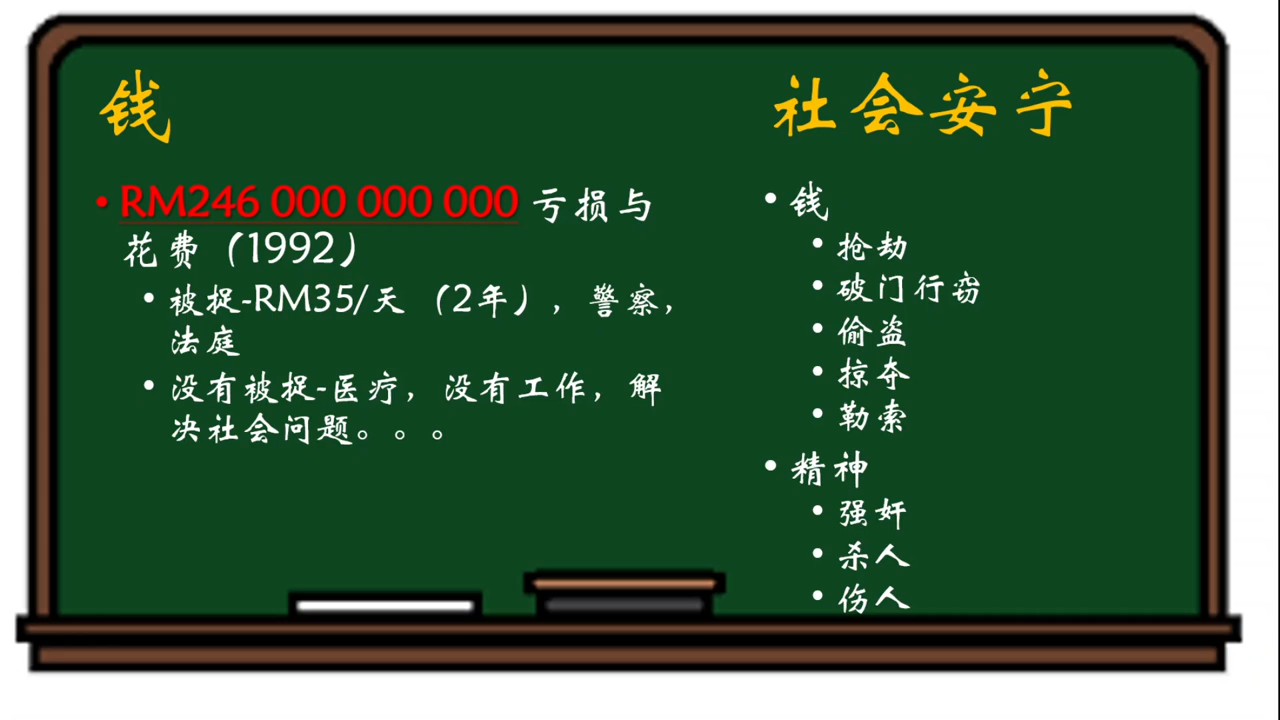 钱
• RM246 000 000 000 亏损与
花费（1992）
• 被捉-RM35/天 （2年），警察，
法庭
• 没有被捉-医疗，没有工作，解
决社会问题。。。
社会安宁
• 钱
• 抢劫
• 破门行窃
• 偷盗
• 掠夺
• 勒索
• 精神
• 强奸
• 杀人
• 伤人